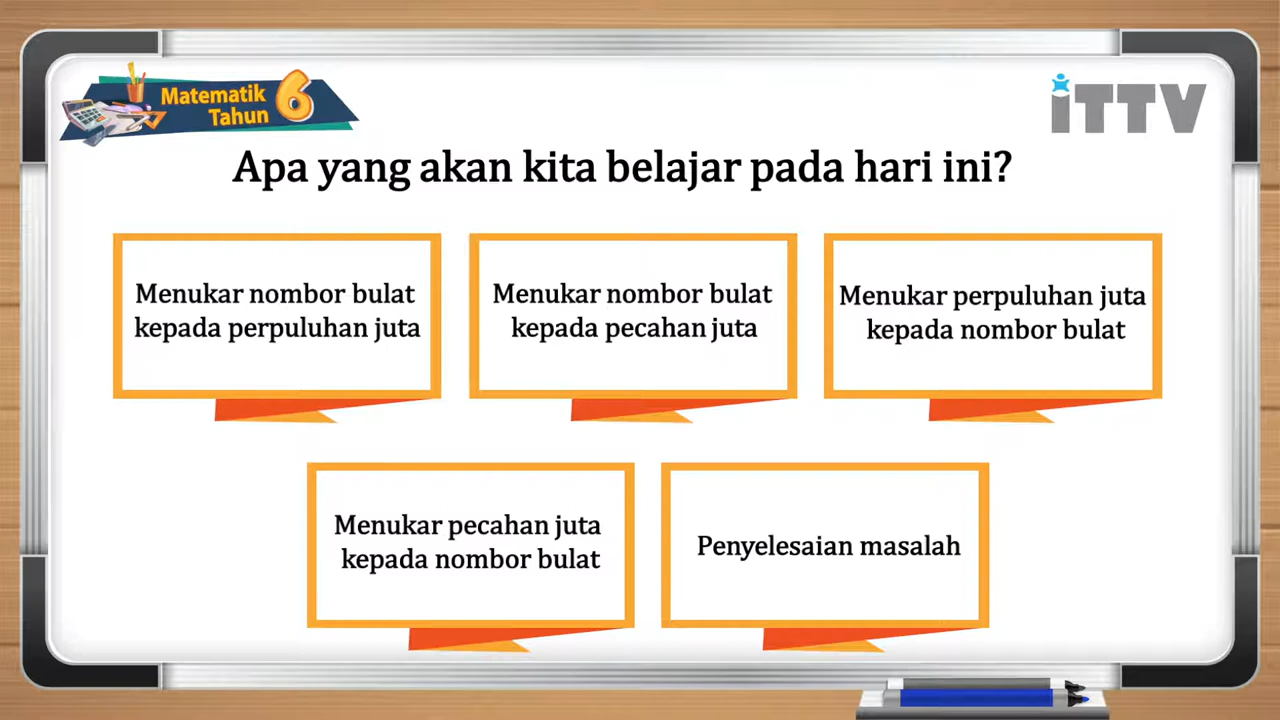 Matematik
Tahun 6
iTTV
Apa yang akan kita belajar pada hari ini?
Menukar nombor bulat
kepada perpuluhan juta
Menukar nombor bulat
kepada pecahan juta
Menukar perpuluhan juta
kepada nombor bulat
Menukar pecahan juta
kepada nombor bulat
Penyelesaian masalah